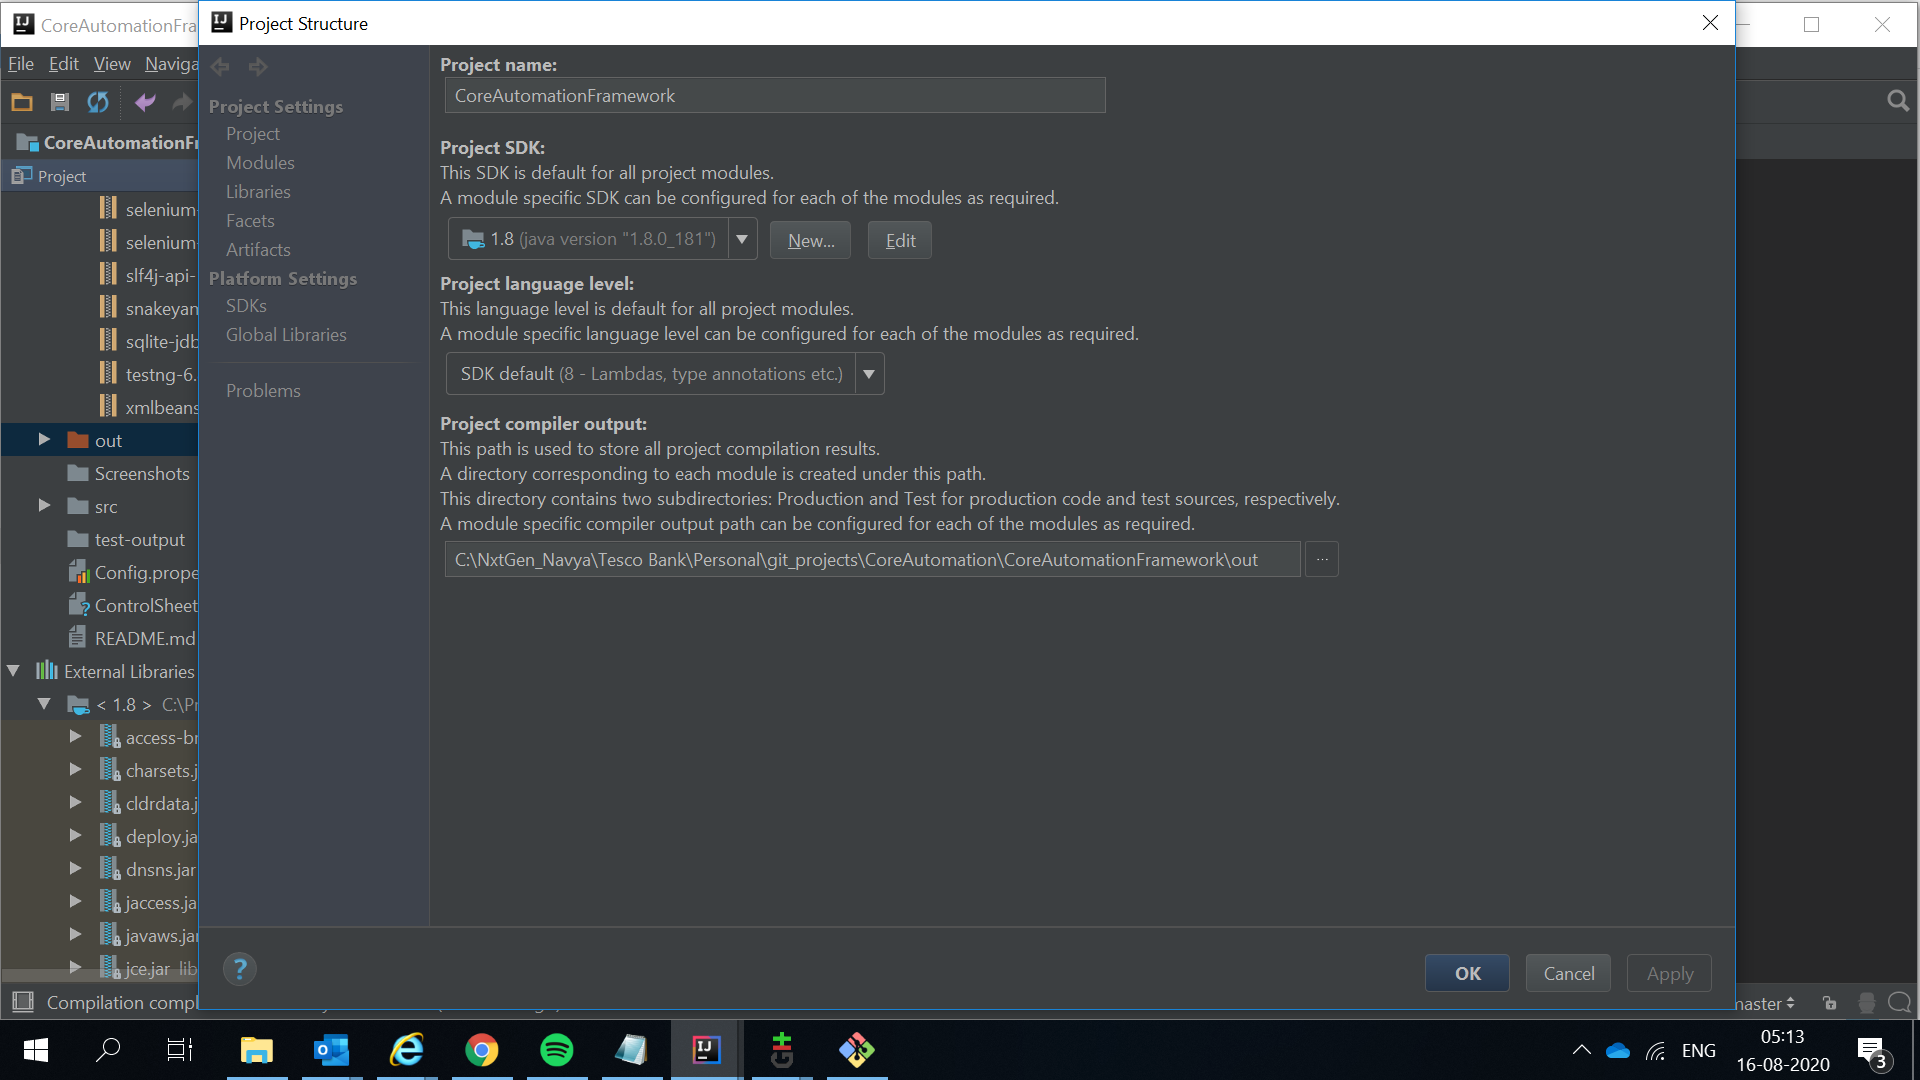 CoreAutomationFra
Project Structure
File Edit View Naviga
CoreAutomationFr
Project
selenium-
selenium-
slf4j-api-
snakeyan
sqlite-jdb
testng-6.
xmlbeans
out
Screenshots
src
test-output
Config.prope
ControlSheet
README.md
External Libraries
< 1.8 > C:\Pr
access-br
charsets.j
cldrdata.j
deploy.ja
dnsns.jar
jaccess.ja
javaws.jar
jce.jar lib
Compilation compl
Project Settings
Project
Modules
Libraries
Facets
Artifacts
Platform Settings
SDKs
Global Libraries
Problems
Project name:
CoreAutomationFramework
Project SDK:
This SDK is default for all project modules.
A module specific SDK can be configured for each of the modules as required.
1.8 (java version "1.8.0_181")
New...
Edit
Project language level:
This language level is default for all project modules.
A module specific language level can be configured for each of the modules as required.
SDK default (8 - Lambdas, type annotations etc.)
Project compiler output:
This path is used to store all project compilation results.
A directory corresponding to each module is created under this path.
This directory contains two subdirectories: Production and Test for production code and test sources, respectively.
A module specific compiler output path can be configured for each of the modules as required.
C:\NxtGen_Navya\Tesco Bank\Personal\git_projects\CoreAutomation\CoreAutomationFramework\out
...
?
OK
Cancel
Apply
master
ENG
05:13
16-08-2020
3